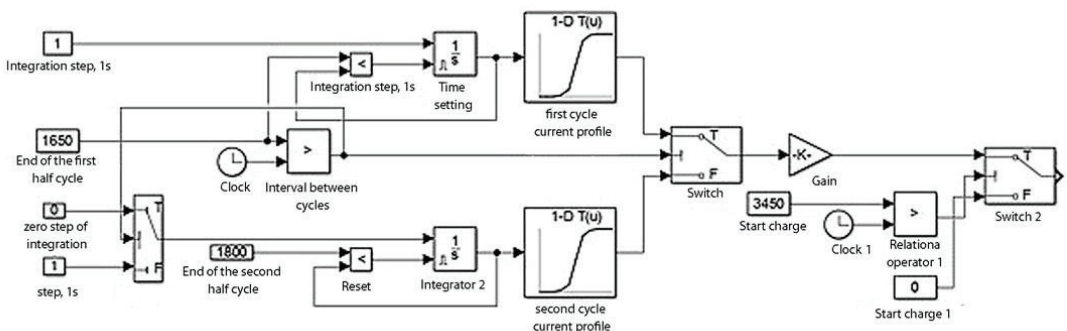 1-D T(u)
1
Integration step, 1s
<
Integration step, 1s
1
s
Time
setting
first cycle
current profile
1650
End of the first
half cycle
Clock
>
Interval between
cycles
T
F
Switch
-K-
Gain
T
F
Switch 2
3450
Start charge
Clock 1
>
Relationa
operator 1
0
Start charge 1
0
zero step of
integration
1
step, 1s
T
F
1800
End of the second
half cycle
<
Reset
1
s
Integrator 2
1-D T(u)
second cycle
current profile